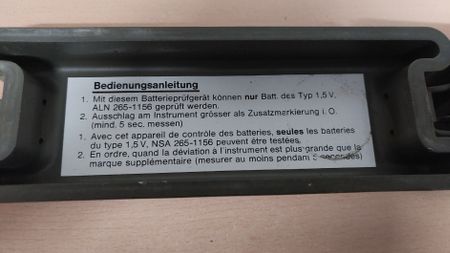 Bedienungsanleitung
1. Mit diesem Batterieprüfgerät können nur Batt. des Typ 1,5 V,
ALN 265-1156 geprüft werden.
2. Ausschlag am Instrument grösser als Zusatzmarkierung i. O.
(mind. 5 sec. messen)
1. Avec cet appareil de contrôle des batteries, seules les batteries
du type 1,5 V, NSA 265-1156 peuvent être testées.
2. En ordre, quand la déviation à l'instrument est plus grande que la
marque supplémentaire (mesurer au moins pendant 5 secondes)